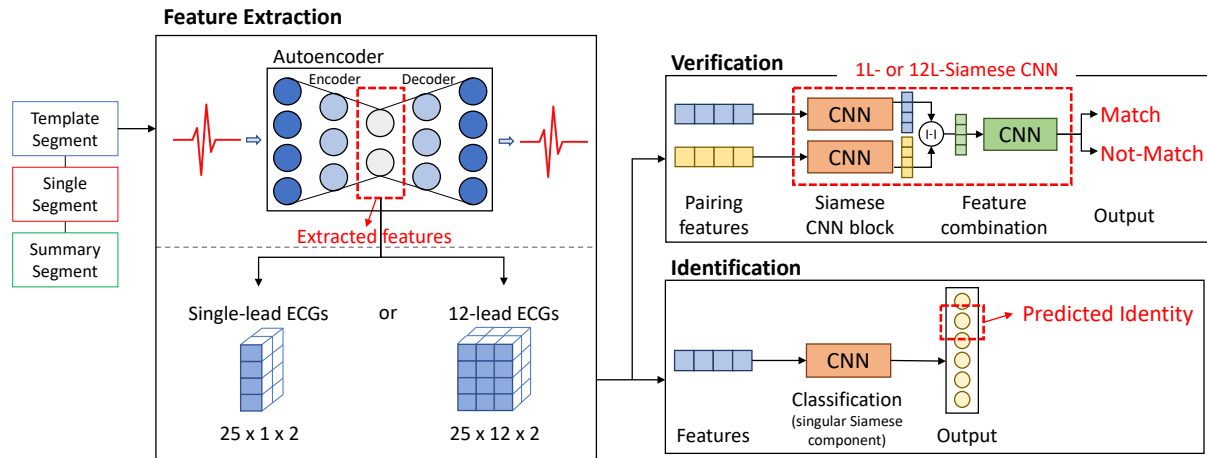 Feature Extraction
Autoencoder
Encoder
Decoder
Template
Segment
Single
Segment
Summary
Segment
Extracted features
Single-lead ECGs
or
12-lead ECGs
25 x 1 x 2
25 x 12 x 2
Verification
1L- or 12L-Siamese CNN
CNN
CNN
|-|
CNN
Match
Not-Match
Pairing
features
Siamese
CNN block
Feature
combination
Output
Identification
CNN
Predicted Identity
Features
Classification
(singular Siamese
component)
Output